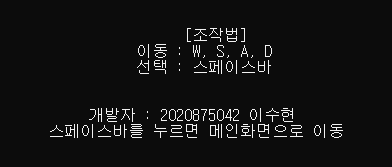 [조작법]
이동 : W, S, A, D
선택 : 스페이스바
개발자 : 2020875042 이수현
스페이스바를 누르면 메인화면으로 이동